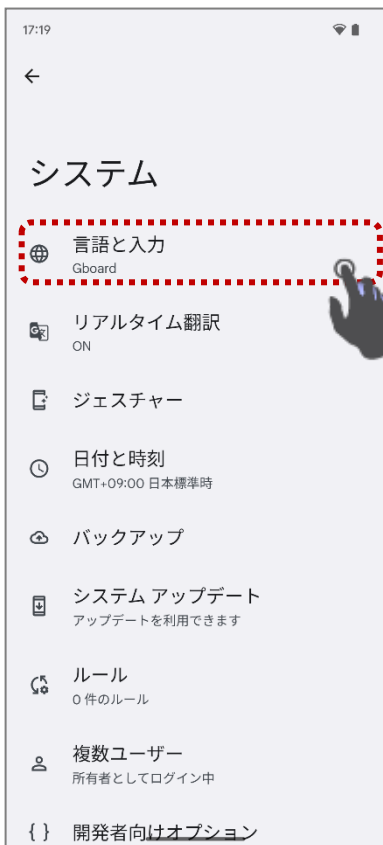 17:19
システム
言語と入力
Gboard
リアルタイム翻訳
ON
ジェスチャー
日付と時刻
GMT+09:00 日本標準時
バックアップ
システム アップデート
アップデートを利用できます
ルール
0 件のルール
複数ユーザー
所有者としてログイン中
開発者向けオプション